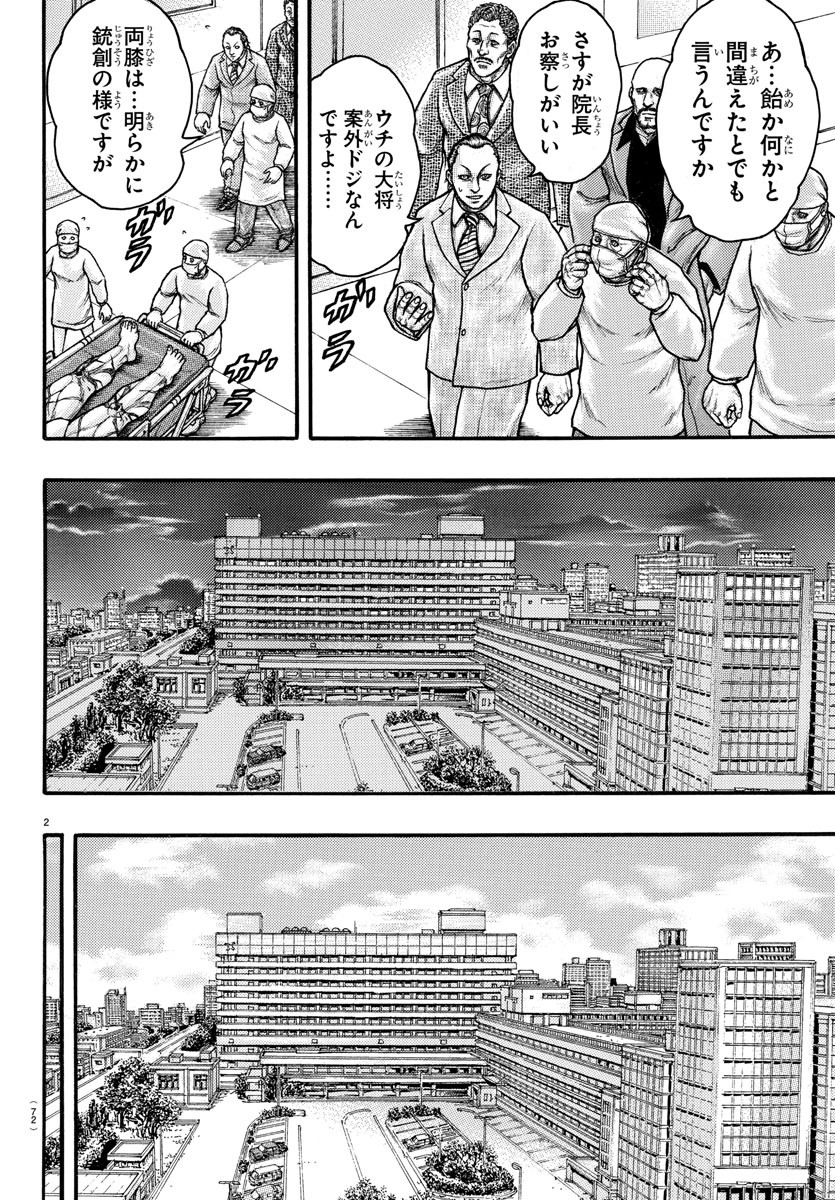 あ…飴か何かと
間違えたとでも
言うんですか
さすが院長
お察しがいい
ウチの大将
案外ドジなん
ですよ……
ガラ
両膝は…明らかに
銃創の様ですが
ガラ
ガラ
2
(72)